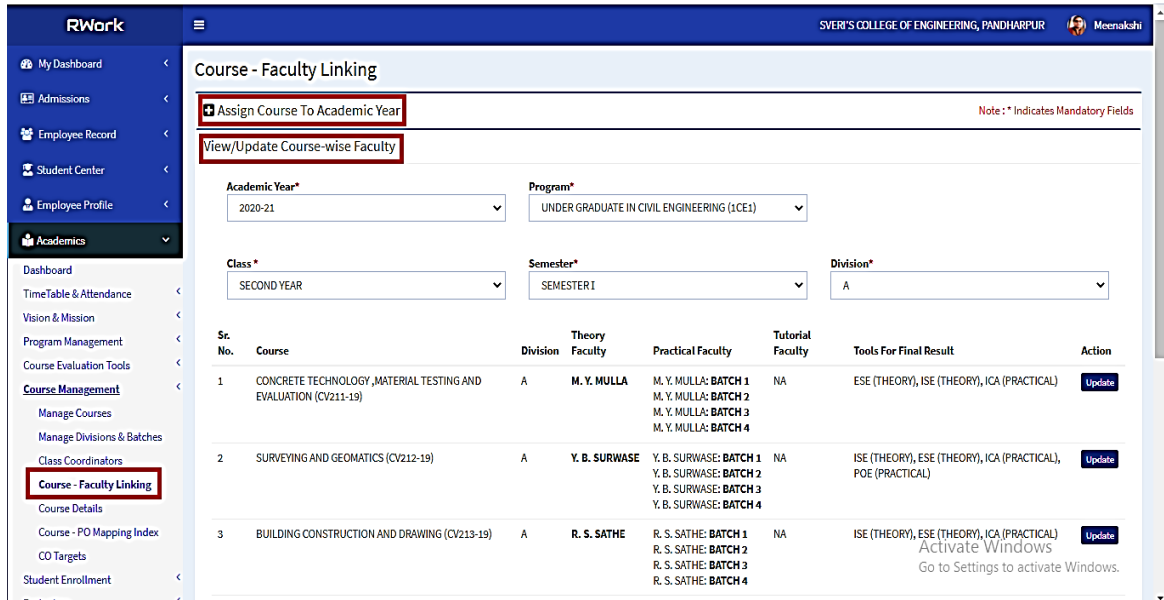 RWork
SVERI'S COLLEGE OF ENGINEERING, PANDHARPUR
Meenakshi
My Dashboard
Admissions
Employee Record
Student Center
Employee Profile
Academics
Dashboard
TimeTable & Attendance
Vision & Mission
Program Management
Course Evaluation Tools
Course Management
Manage Courses
Manage Divisions & Batches
Class Coordinators
Course - Faculty Linking
Course Details
Course - PO Mapping Index
CO Targets
Student Enrollment
Course - Faculty Linking
Assign Course To Academic Year
Note : * Indicates Mandatory Fields
View/Update Course-wise Faculty
Academic Year* Program*
2020-21 UNDER GRADUATE IN CIVIL ENGINEERING (1CE1)
Class * Semester* Division*
SECOND YEAR SEMESTER I A
Sr. Theory Tutorial
No. Course Division Faculty Practical Faculty Faculty Tools For Final Result Action
1 CONCRETE TECHNOLOGY ,MATERIAL TESTING AND A M. Y. MULLA M. Y. MULLA: BATCH 1 NA ESE (THEORY), ISE (THEORY), ICA (PRACTICAL) Update
EVALUATION (CV211-19) M. Y. MULLA: BATCH 2
M. Y. MULLA: BATCH 3
M. Y. MULLA: BATCH 4
2 SURVEYING AND GEOMATICS (CV212-19) A Y. B. SURWASE Y. B. SURWASE: BATCH 1 NA ISE (THEORY), ESE (THEORY), ICA (PRACTICAL), Update
Y. B. SURWASE: BATCH 2 POE (PRACTICAL)
Y. B. SURWASE: BATCH 3
Y. B. SURWASE: BATCH 4
3 BUILDING CONSTRUCTION AND DRAWING (CV213-19) A R. S. SATHE R. S. SATHE: BATCH 1 NA ISE (THEORY), ESE (THEORY), ICA (PRACTICAL) Update
R. S. SATHE: BATCH 2
R. S. SATHE: BATCH 3
R. S. SATHE: BATCH 4
Activate Windows
Go to Settings to activate Windows.